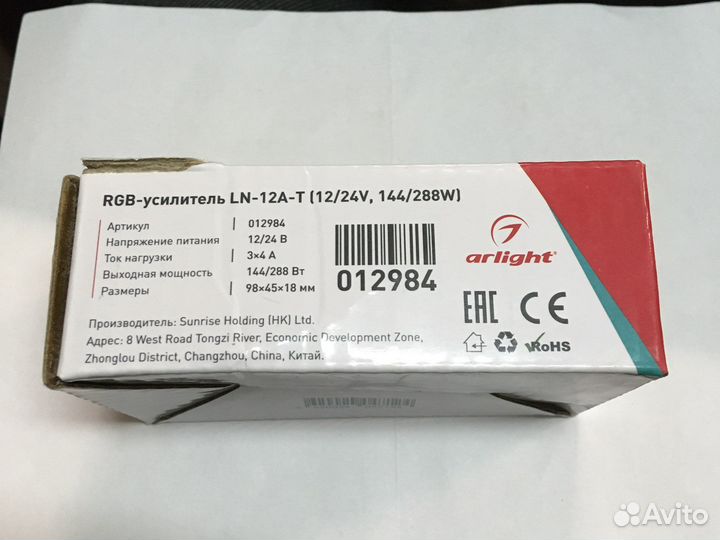 RGB-усилитель LN-12A-T (12/24V, 144/288W)
Артикул | 012984
Напряжение питания | 12/24 В
Ток нагрузки | 3×4 А
Выходная мощность | 144/288 Вт
Размеры | 98×45×18 мм
012984
arlight®
EAC CE
RoHS
Производитель: Sunrise Holding (HK) Ltd.
Адрес: 8 West Road Tongzi River, Economic Development Zone,
Zhonglou District, Changzhou, China, Китай.
Avito